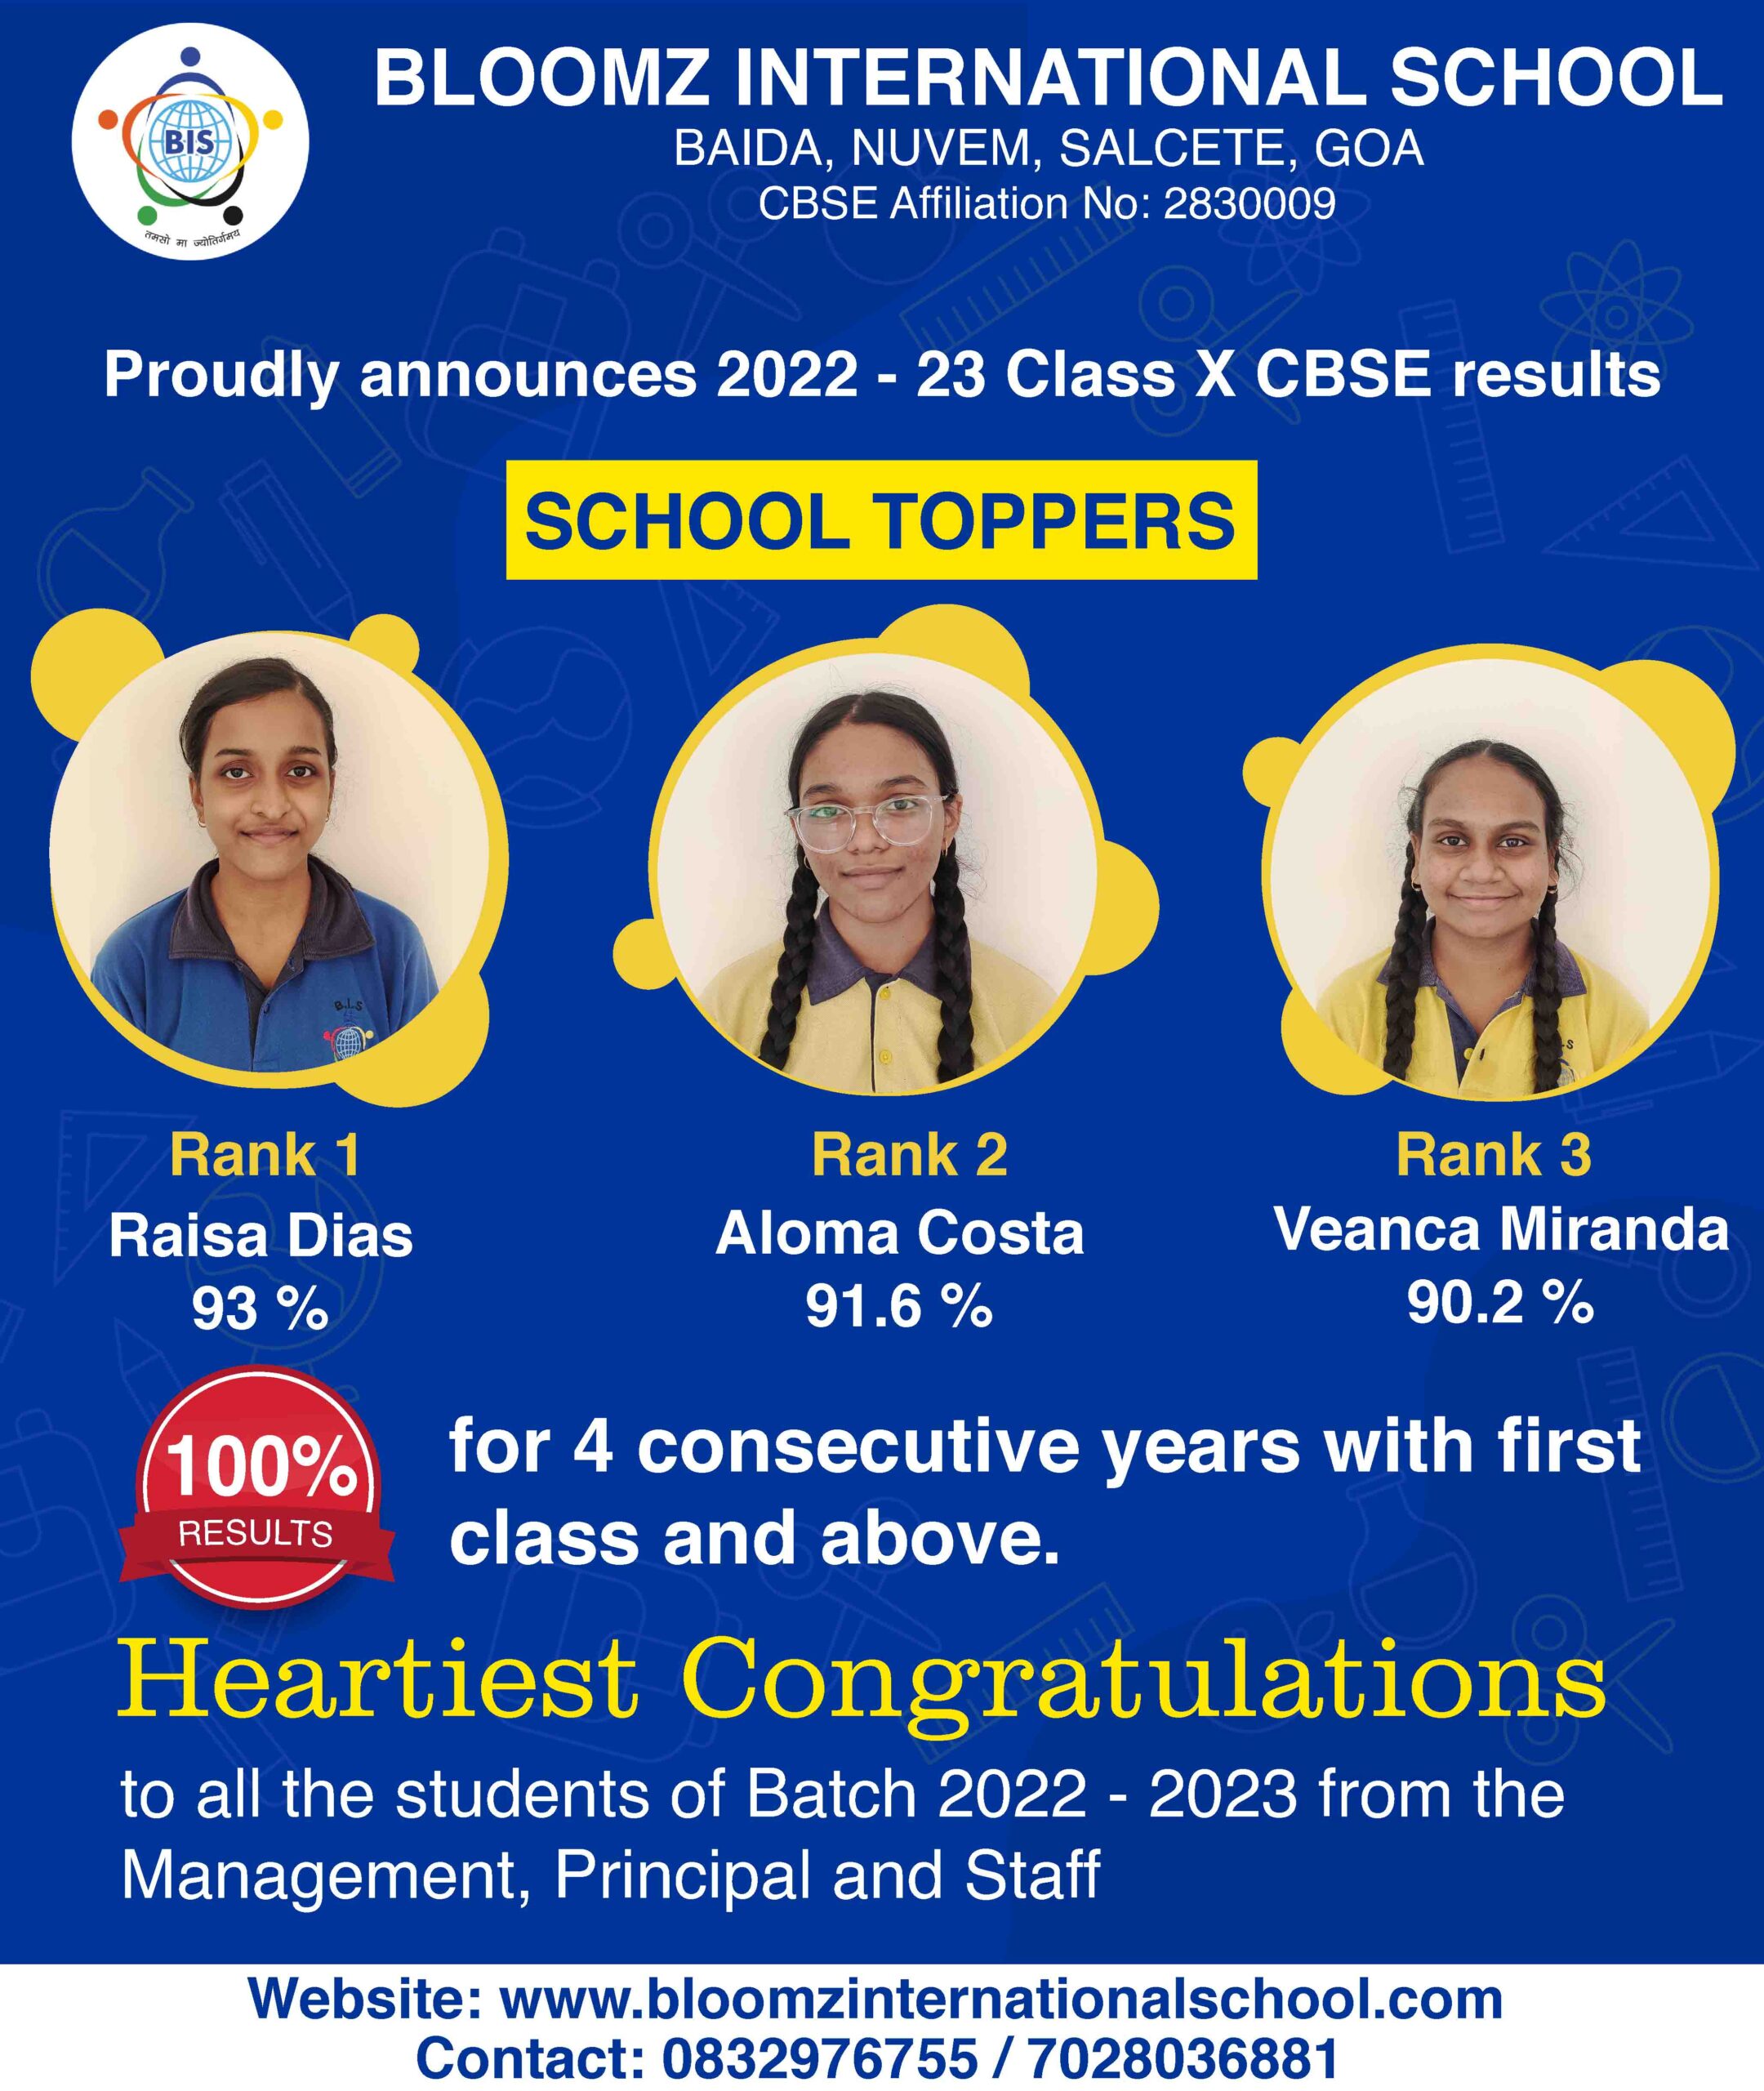 BIS
तमसो मा ज्योतिर्गमय
BLOOMZ INTERNATIONAL SCHOOL
BAIDA, NUVEM, SALCETE, GOA
CBSE Affiliation No: 2830009
Proudly announces 2022 - 23 Class X CBSE results
SCHOOL TOPPERS
B.I.S
Rank 1
Raisa Dias
93 %
Rank 2
Aloma Costa
91.6 %
Rank 3
Veanca Miranda
90.2 %
100%
RESULTS
for 4 consecutive years with first
class and above.
Heartiest Congratulations
to all the students of Batch 2022 - 2023 from the
Management, Principal and Staff
Website: www.bloomzinternationalschool.com
Contact: 0832976755 / 7028036881